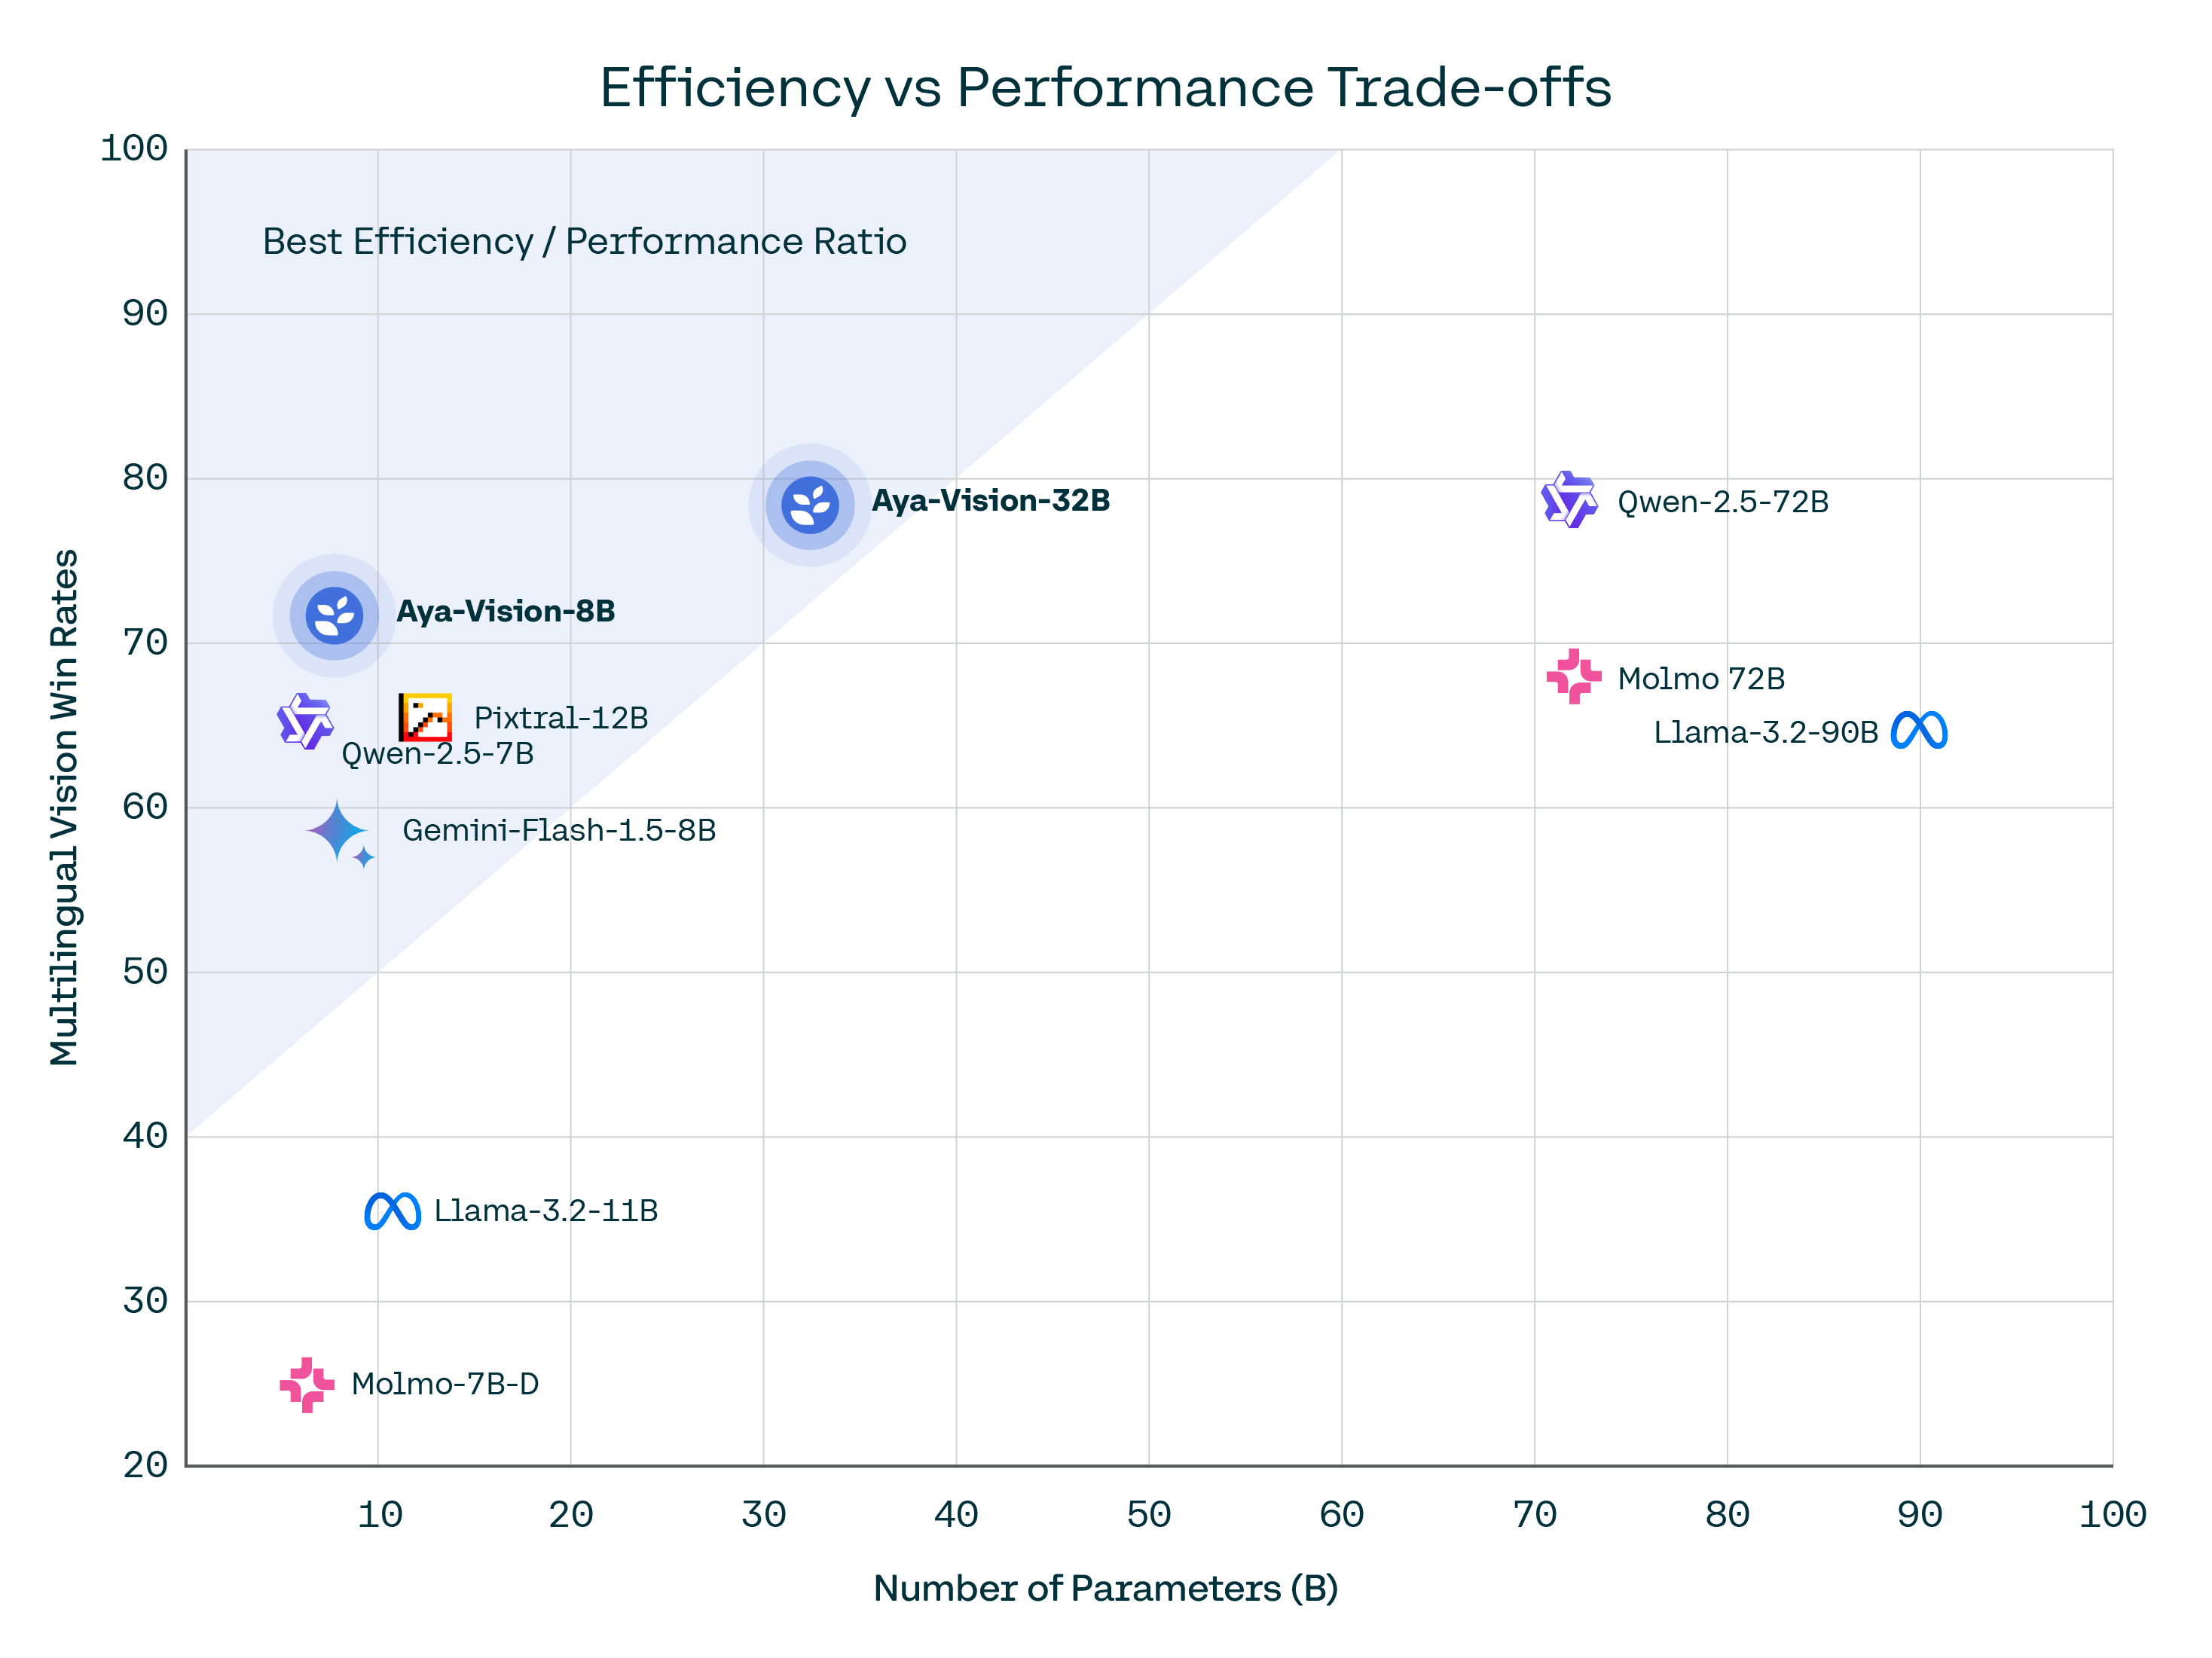 Efficiency vs Performance Trade-offs
100
Best Efficiency / Performance Ratio
90
80
Aya-Vision-32B
Qwen-2.5-72B
Aya-Vision-8B
70
Molmo 72B
Pixtral-12B
Llama-3.2-90B
Qwen-2.5-7B
60
Gemini-Flash-1.5-8B
Multilingual Vision Win Rates
50
40
Llama-3.2-11B
30
Molmo-7B-D
20
10 20 30 40 50 60 70 80 90 100
Number of Parameters (B)